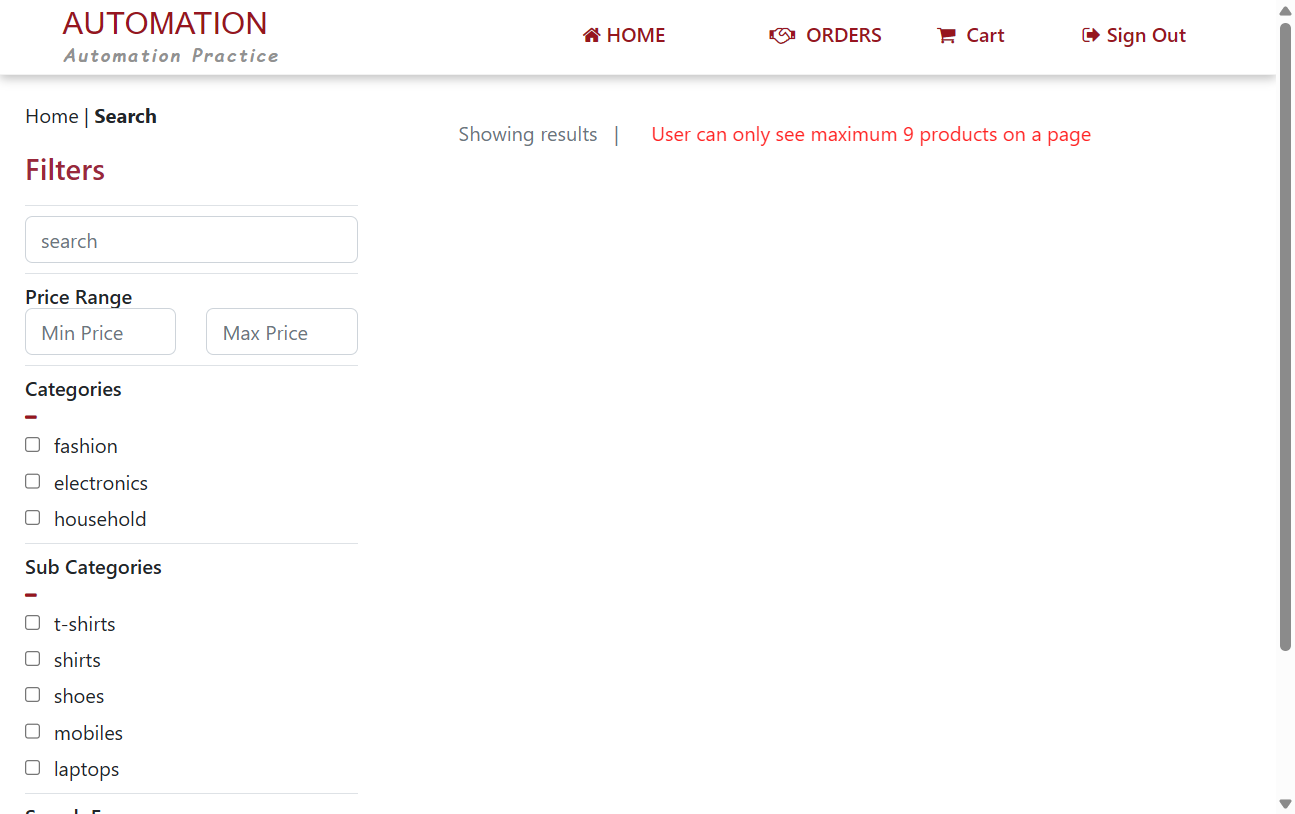 AUTOMATION
Automation Practice
HOME
ORDERS
Cart
Sign Out
Home | Search
Showing results |
User can only see maximum 9 products on a page
Filters
search
Price Range
Min Price
Max Price
Categories
fashion
electronics
household
Sub Categories
t-shirts
shirts
shoes
mobiles
laptops